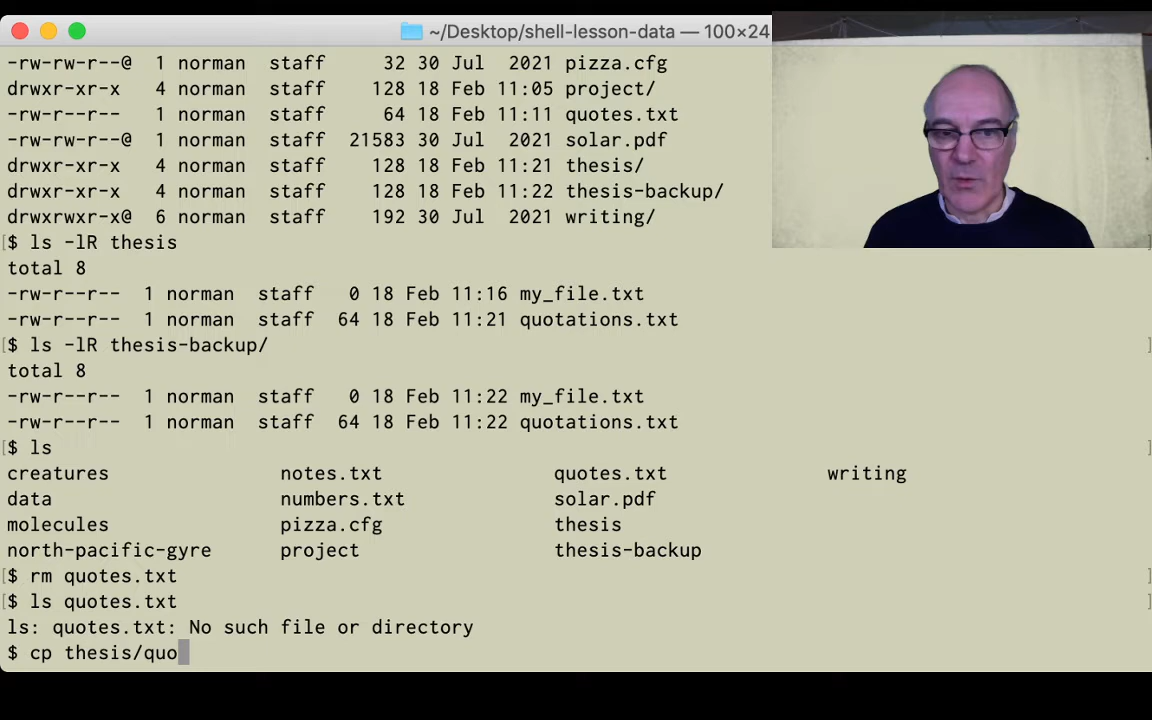 ~/Desktop/shell-lesson-data — 100×24
-rw-rw-r--@ 1 norman staff 32 30 Jul 2021 pizza.cfg
drwxr-xr-x 4 norman staff 128 18 Feb 11:05 project/
-rw-r--r-- 1 norman staff 64 18 Feb 11:11 quotes.txt
-rw-rw-r--@ 1 norman staff 21583 30 Jul 2021 solar.pdf
drwxr-xr-x 4 norman staff 128 18 Feb 11:21 thesis/
drwxr-xr-x 4 norman staff 128 18 Feb 11:22 thesis-backup/
drwxrwxr-x@ 6 norman staff 192 30 Jul 2021 writing/
[$ ls -lR thesis ]
total 8
-rw-r--r-- 1 norman staff 0 18 Feb 11:16 my_file.txt
-rw-r--r-- 1 norman staff 64 18 Feb 11:21 quotations.txt
[$ ls -lR thesis-backup/ ]
total 8
-rw-r--r-- 1 norman staff 0 18 Feb 11:22 my_file.txt
-rw-r--r-- 1 norman staff 64 18 Feb 11:22 quotations.txt
[$ ls ]
creatures notes.txt quotes.txt writing
data numbers.txt solar.pdf
molecules pizza.cfg thesis
north-pacific-gyre project thesis-backup
[$ rm quotes.txt ]
[$ ls quotes.txt ]
ls: quotes.txt: No such file or directory
$ cp thesis/quo